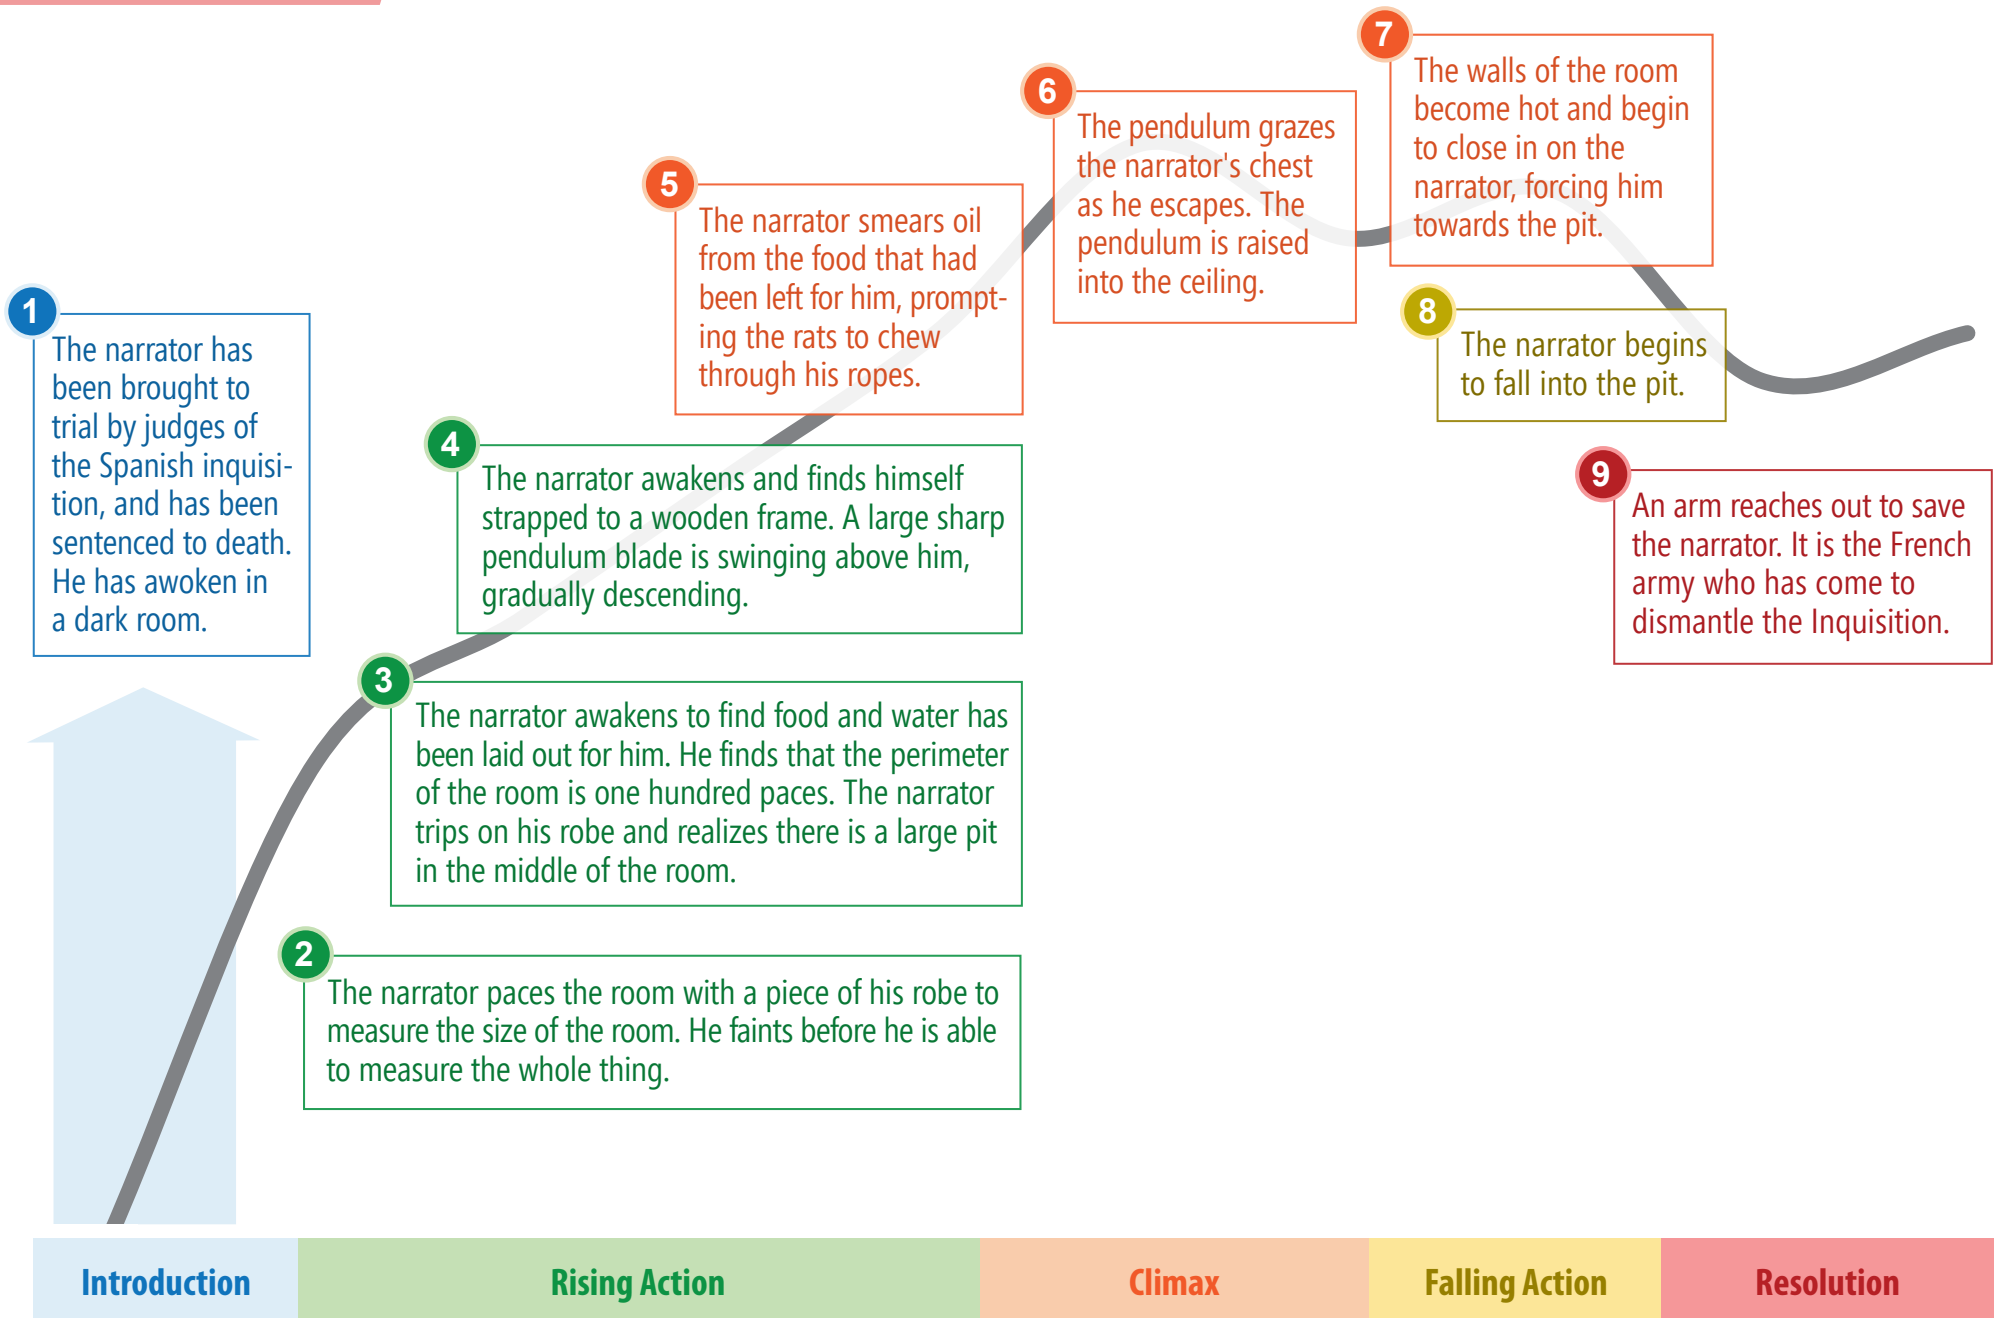 1
The narrator has
been brought to
trial by judges of
the Spanish inquisi-
tion, and has been
sentenced to death.
He has awoken in
a dark room.
2
The narrator paces the room with a piece of his robe to
measure the size of the room. He faints before he is able
to measure the whole thing.
3
The narrator awakens to find food and water has
been laid out for him. He finds that the perimeter
of the room is one hundred paces. The narrator
trips on his robe and realizes there is a large pit
in the middle of the room.
4
The narrator awakens and finds himself
strapped to a wooden frame. A large sharp
pendulum blade is swinging above him,
gradually descending.
5
The narrator smears oil
from the food that had
been left for him, prompt-
ing the rats to chew
through his ropes.
6
The pendulum grazes
the narrator's chest
as he escapes. The
pendulum is raised
into the ceiling.
7
The walls of the room
become hot and begin
to close in on the
narrator, forcing him
towards the pit.
8
The narrator begins
to fall into the pit.
9
An arm reaches out to save
the narrator. It is the French
army who has come to
dismantle the Inquisition.
Introduction
Rising Action
Climax
Falling Action
Resolution